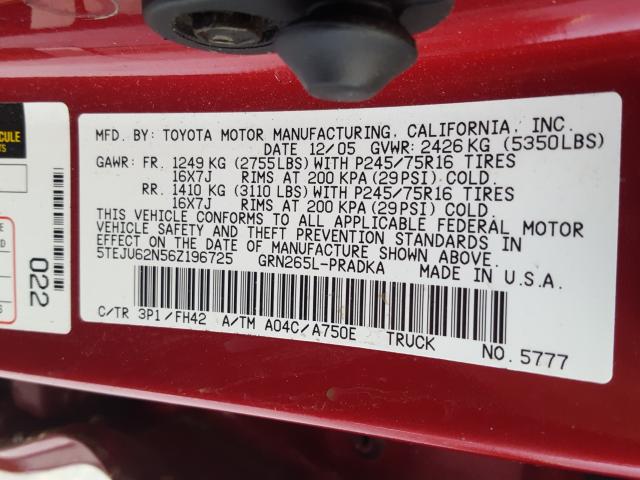 MFD. BY: TOYOTA MOTOR MANUFACTURING, CALIFORNIA, INC.
DATE 12/05 GVWR: 2426 KG (5350LBS)
GAWR: FR. 1249 KG (2755LBS) WITH P245/75R16 TIRES
16X7J RIMS AT 200 KPA (29PSI) COLD.
RR. 1410 KG (3110 LBS) WITH P245/75R16 TIRES
16X7J RIMS AT 200 KPA (29PSI) COLD.
THIS VEHICLE CONFORMS TO ALL APPLICABLE FEDERAL MOTOR
VEHICLE SAFETY AND THEFT PREVENTION STANDARDS IN
EFFECT ON THE DATE OF MANUFACTURE SHOWN ABOVE.
5TEJU62N56Z196725 GRN265L-PRADKA MADE IN U.S.A.
C/TR 3P1/FH42 A/TM A04C/A750E TRUCK NO. 5777
022